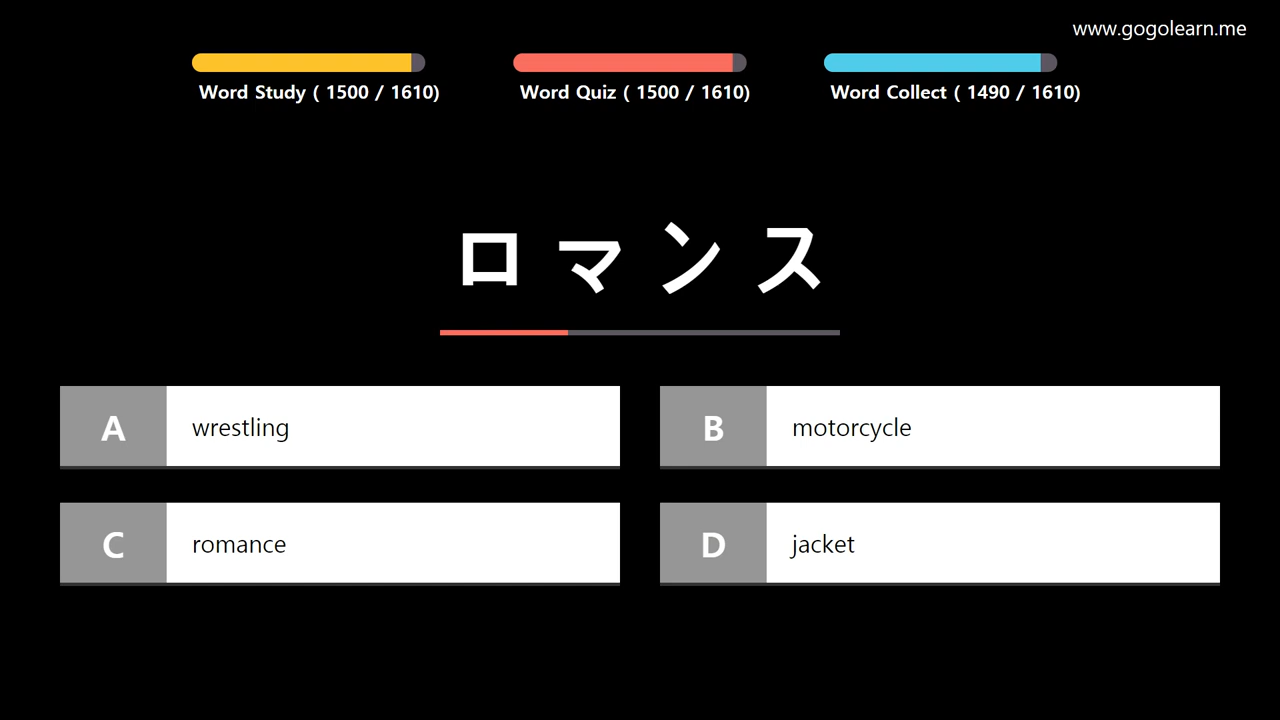 www.gogolearn.me
Word Study ( 1500 / 1610)
Word Quiz ( 1500 / 1610)
Word Collect ( 1490 / 1610)
ロマンス
A wrestling
B motorcycle
C romance
D jacket